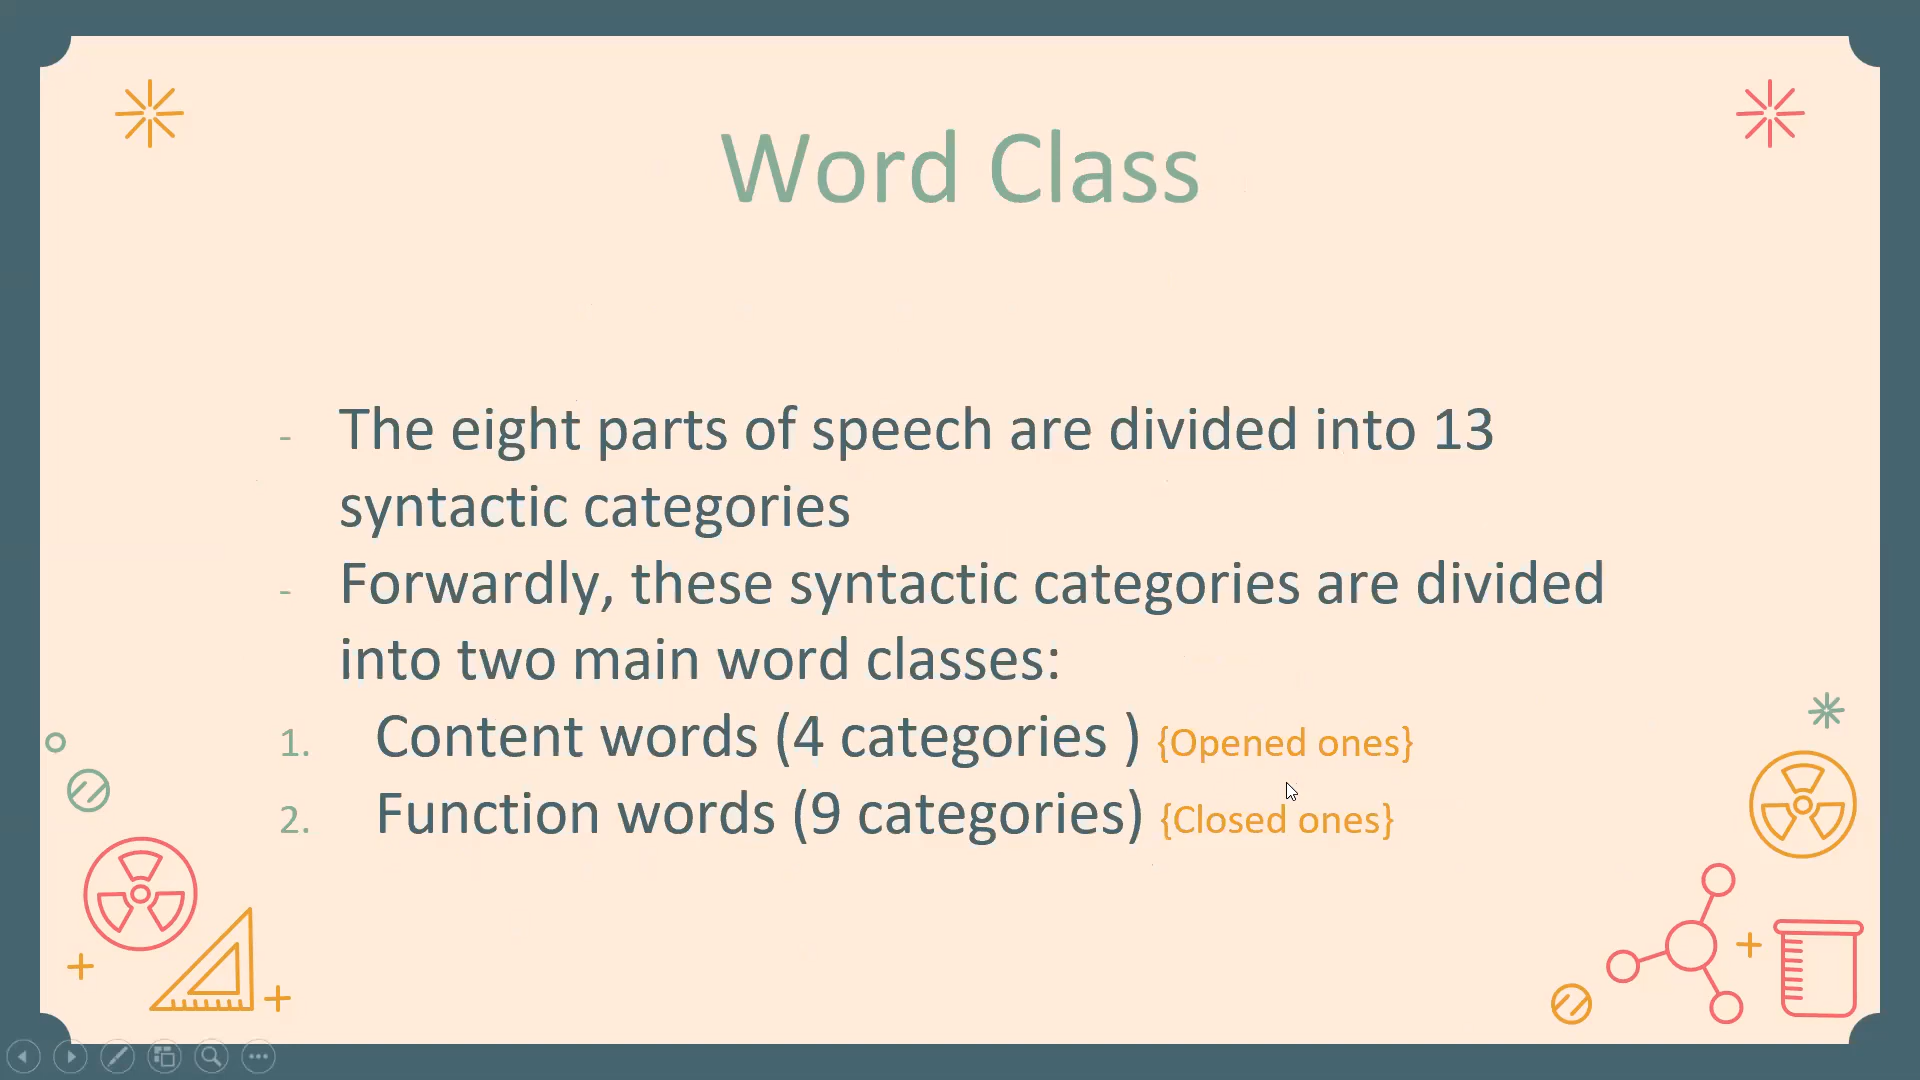 Word Class
- The eight parts of speech are divided into 13
syntactic categories
- Forwardly, these syntactic categories are divided
into two main word classes:
1. Content words (4 categories ) {Opened ones}
2. Function words (9 categories) {Closed ones}